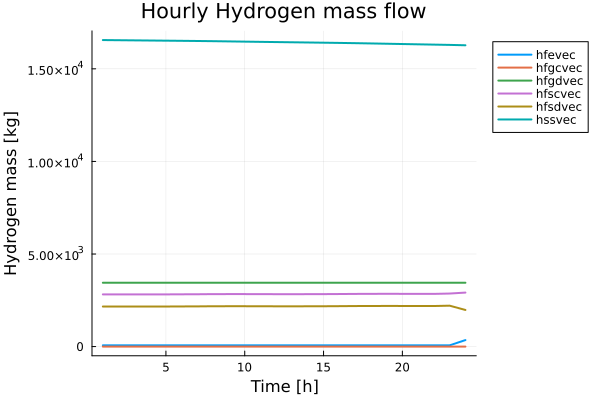 Hourly Hydrogen mass flow
hfevec
hfgcvec
hfgdvec
hfscvec
hfsdvec
hssvec
Hydrogen mass [kg]
1.50×10⁴
1.00×10⁴
5.00×10³
0
5 10 15 20
Time [h]